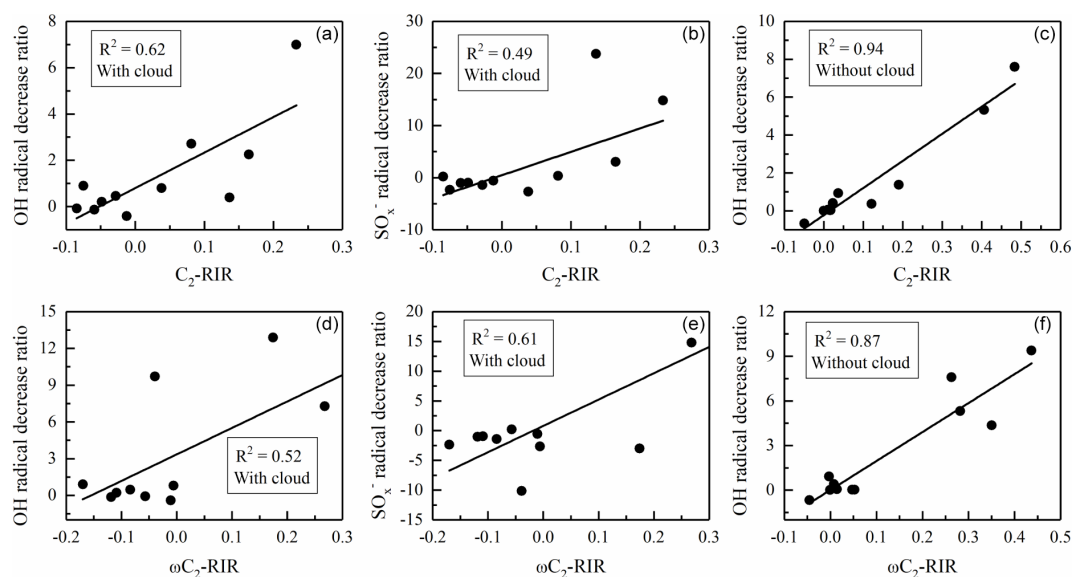 (a)
R² = 0.62
With cloud
OH radical decrease ratio
8
6
4
2
0
-0.1 0.0 0.1 0.2 0.3
C₂-RIR
(b)
R² = 0.49
With cloud
SOₓ⁻ radical decrease ratio
30
20
10
0
-10
-0.1 0.0 0.1 0.2 0.3
C₂-RIR
(c)
R² = 0.94
Without cloud
OH radical decerase ratio
10
8
6
4
2
0
-0.1 0.0 0.1 0.2 0.3 0.4 0.5 0.6
C₂-RIR
(d)
R² = 0.52
With cloud
OH radical decrease ratio
15
12
9
6
3
0
-0.2 -0.1 0.0 0.1 0.2 0.3
ωC₂-RIR
(e)
R² = 0.61
With cloud
SOₓ⁻ radical decrease ratio
20
15
10
5
0
-5
-10
-15
-0.2 -0.1 0.0 0.1 0.2 0.3
ωC₂-RIR
(f)
R² = 0.87
Without cloud
OH radical decrease ratio
12
9
6
3
0
-0.1 0.0 0.1 0.2 0.3 0.4 0.5
ωC₂-RIR